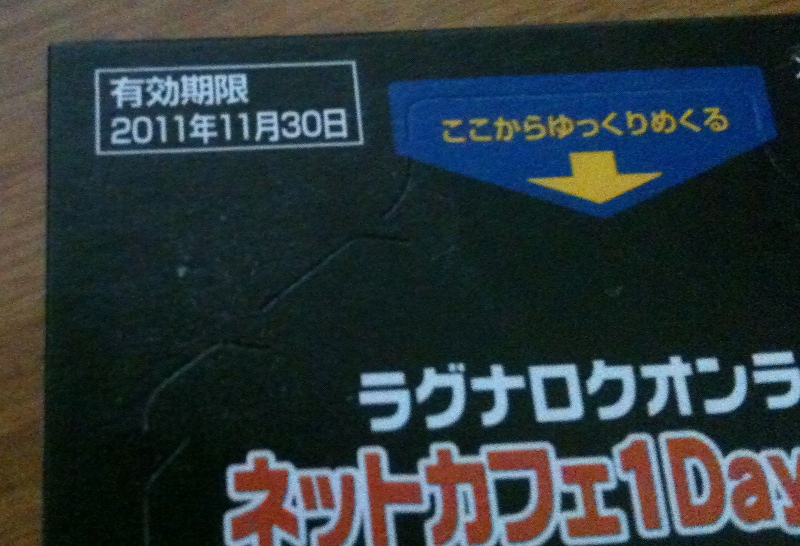 有効期限
2011年11月30日
ここからゆっくりめくる
ラグナロクオンラ
ネットカフェ1Day